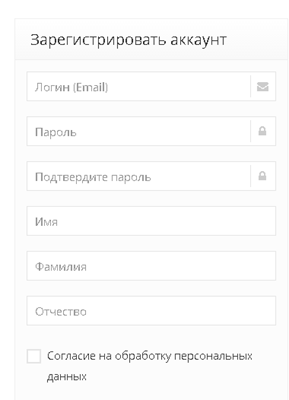 Зарегистрировать аккаунт
Логин (Email)
Пароль
Подтвердите пароль
Имя
Фамилия
Отчество
Согласие на обработку персональных
данных